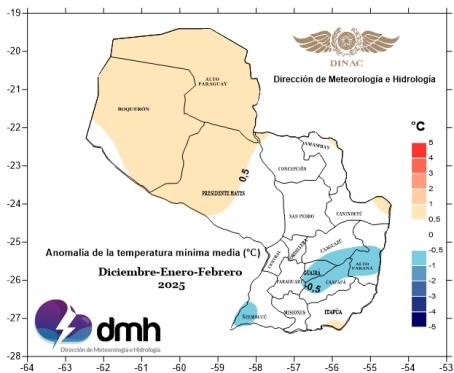 DINAC
Dirección de Meteorología e Hidrología
-19
-20
-21
-22
-23
-24
-25
-26
-27
-28
ALTO
PARAGUAY
BOQUERÓN
PRESIDENTE HAYES
0,5
AMAMBAY
CONCEPCIÓN
SAN PEDRO
CANINDEYÚ
CORDILLERA
CAAGUAZÚ
CENTRAL
ALTO
PARANÁ
GUAIRÁ
CAAZAPÁ
-0,5
PARAGUARÍ
ÑEEMBUCÚ
MISIONES
ITAPÚA
°C
5
4
3
2
1
0,5
0
-0,5
-1
-2
-3
-4
-5
Anomalía de la temperatura mínima media (°C)
Diciembre-Enero-Febrero
2025
dmh
Dirección de Meteorología e Hidrología
-64 -63 -62 -61 -60 -59 -58 -57 -56 -55 -54 -53